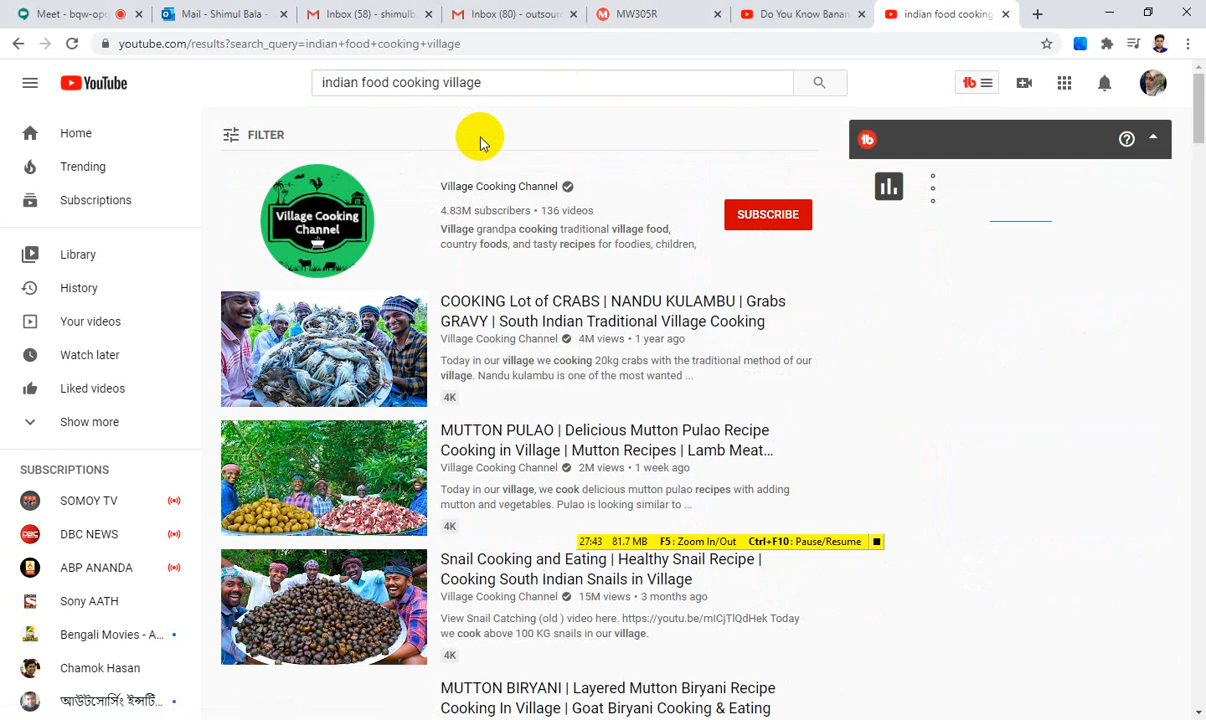 Meet - bqw-opc
Mail - Shimul Bala -
Inbox (58) - shimulb
Inbox (80) - outsour
MW305R
Do You Know Banan
indian food cooking
youtube.com/results?search_query=indian+food+cooking+village
YouTube
indian food cooking village
Home
Trending
Subscriptions
Library
History
Your videos
Watch later
Liked videos
Show more
SUBSCRIPTIONS
SOMOY TV
DBC NEWS
ABP ANANDA
Sony AATH
Bengali Movies - A...
Chamok Hasan
আউটসোর্সিং ইন্সটি...
FILTER
Village Cooking
Channel
Village Cooking Channel
4.83M subscribers • 136 videos
Village grandpa cooking traditional village food,
country foods, and tasty recipes for foodies, children,
SUBSCRIBE
COOKING Lot of CRABS | NANDU KULAMBU | Grabs
GRAVY | South Indian Traditional Village Cooking
Village Cooking Channel
4M views • 1 year ago
Today in our village we cooking 20kg crabs with the traditional method of our
village. Nandu kulambu is one of the most wanted ...
4K
MUTTON PULAO | Delicious Mutton Pulao Recipe
Cooking in Village | Mutton Recipes | Lamb Meat...
Village Cooking Channel
2M views • 1 week ago
Today in our village, we cook delicious mutton pulao recipes with adding
mutton and vegetables. Pulao is looking similar to ...
4K
27:43 81.7 MB F5: Zoom In/Out Ctrl+F10: Pause/Resume
Snail Cooking and Eating | Healthy Snail Recipe |
Cooking South Indian Snails in Village
Village Cooking Channel
15M views • 3 months ago
View Snail Catching (old ) video here. https://youtu.be/mICjTlQdHek Today
we cook above 100 KG snails in our village.
4K
MUTTON BIRYANI | Layered Mutton Biryani Recipe
Cooking In Village | Goat Biryani Cooking & Eating